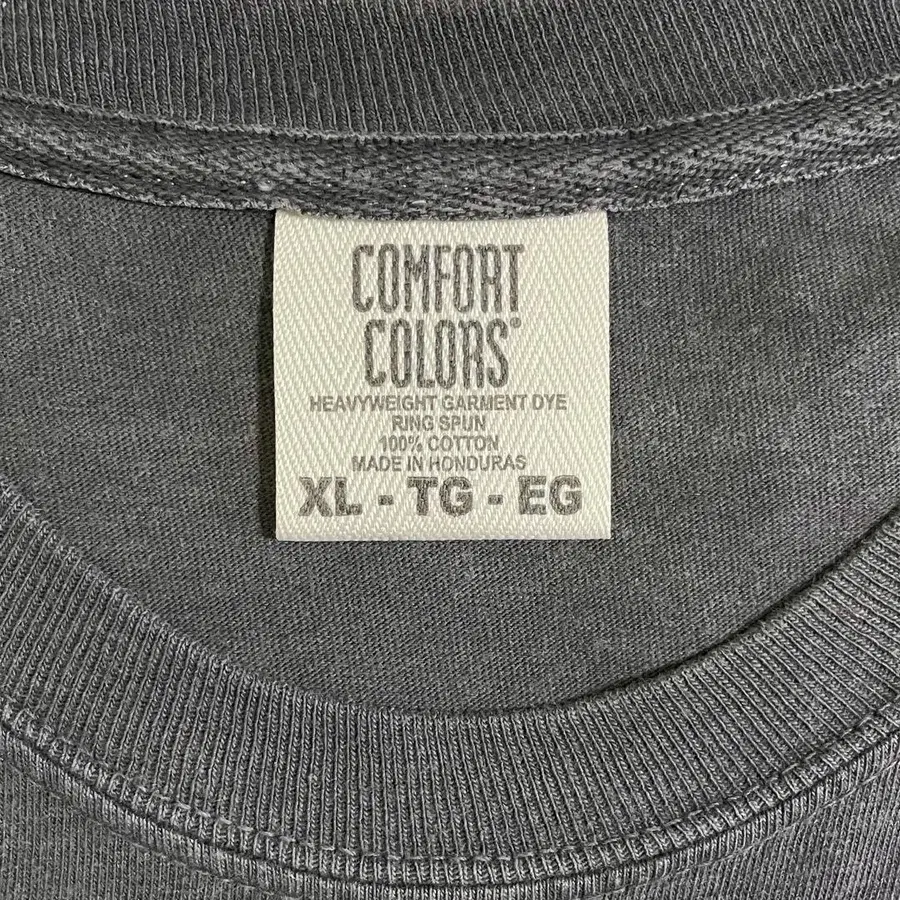 COMFORT
COLORS®
HEAVYWEIGHT GARMENT DYE
RING SPUN
100% COTTON
MADE IN HONDURAS
XL - TG - EG